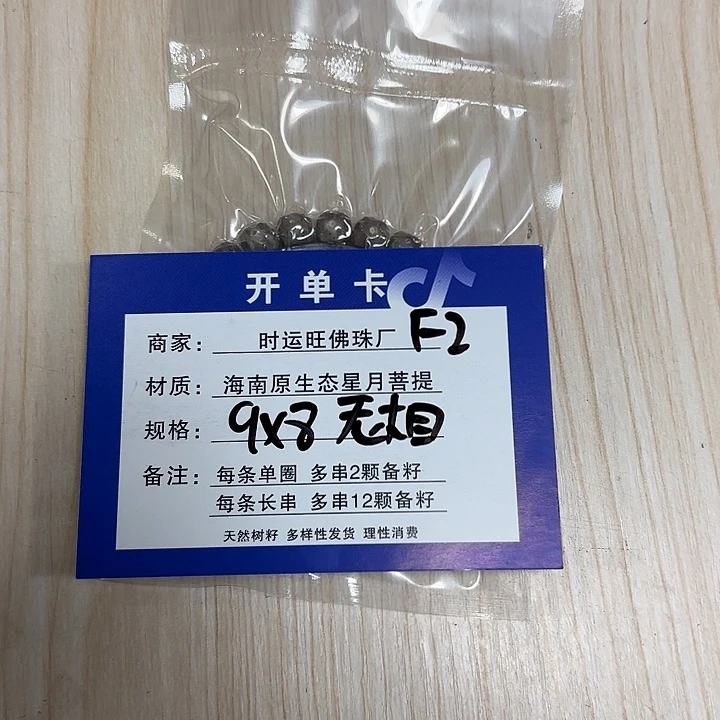 开单卡
商家：时运旺佛珠厂 F2
材质：海南原生态星月菩提
规格：9x8 无相
备注：每条单圈 多串2颗备籽
每条长串 多串12颗备籽
天然树籽 多样性发货 理性消费